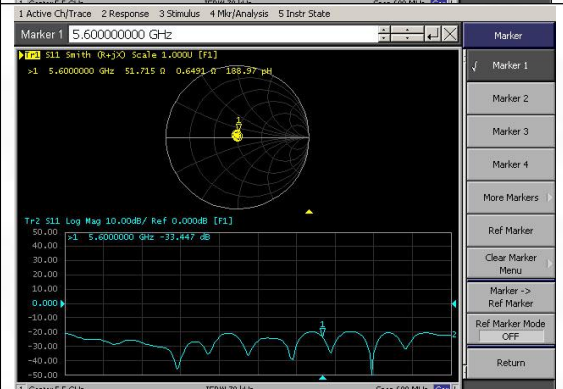 1 Active Ch/Trace 2 Response 3 Stimulus 4 Mkr/Analysis 5 Instr State
Marker 1 5.600000 GHz
Marker
Tr1 S11 Smith (R+jX) Scale 1.000U [F1]
>1 5.6000000 GHz 51.715 Ω 0.6491 Ω 188.97 pH
1
√ Marker 1
Marker 2
Marker 3
Marker 4
More Markers
Ref Marker
Clear Marker
Menu
Marker ->
Ref Marker
Ref Marker Mode
OFF
Return
Tr2 S11 Log Mag 10.00dB/ Ref 0.000dB [F1]
50.00
>1 5.6000000 GHz -33.447 dB
40.00
30.00
20.00
10.00
0.000
-10.00
-20.00
1
2
-30.00
-40.00
-50.00